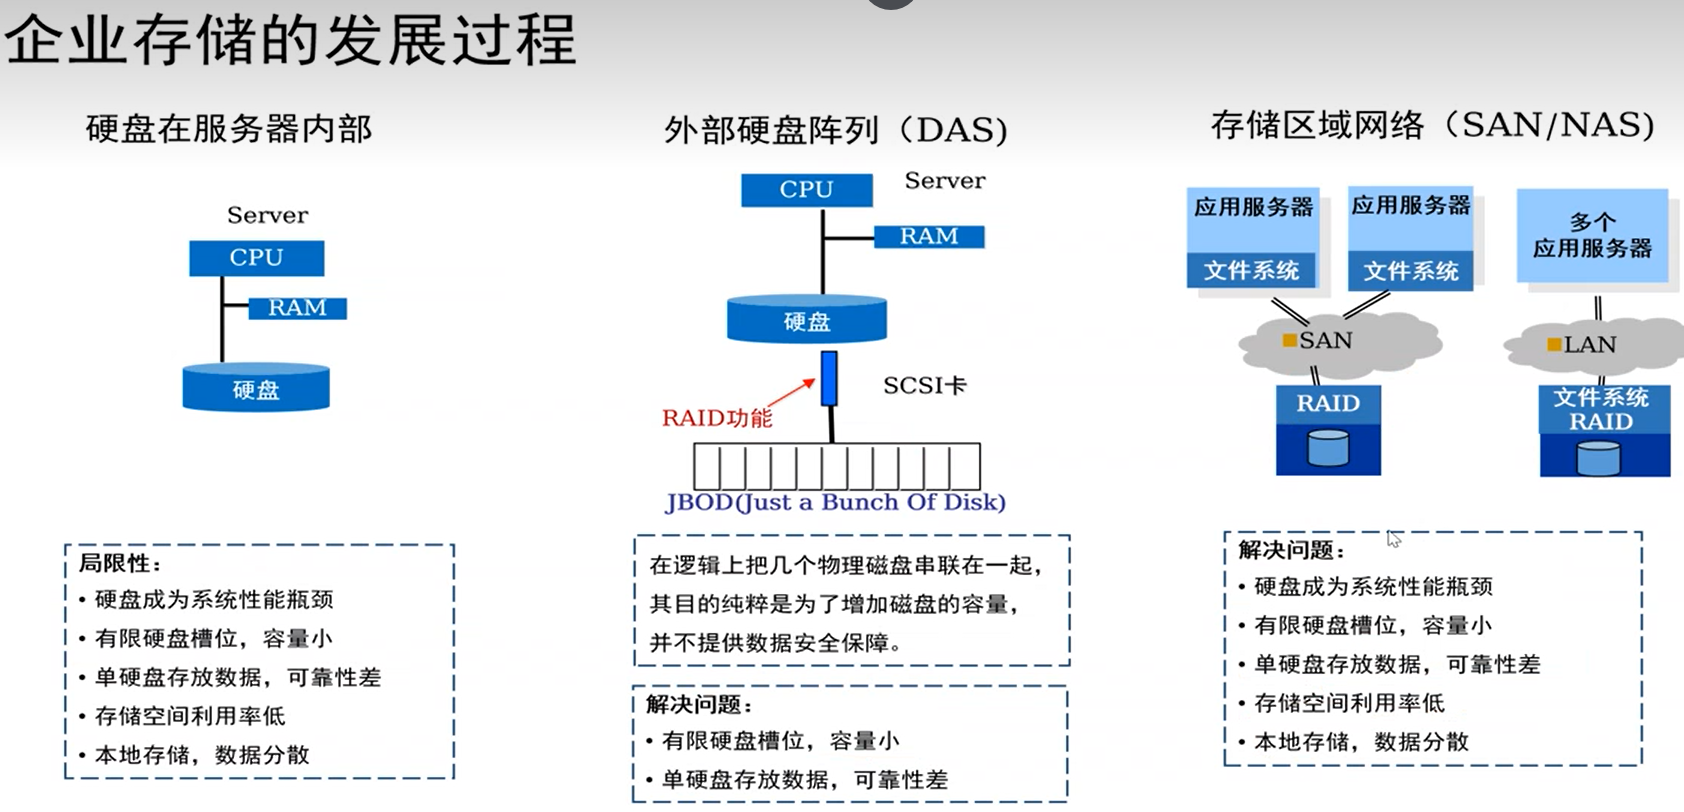 企业存储的发展过程
硬盘在服务器内部
Server
CPU
RAM
硬盘
局限性：
• 硬盘成为系统性能瓶颈
• 有限硬盘槽位，容量小
• 单硬盘存放数据，可靠性差
• 存储空间利用率低
• 本地存储，数据分散
外部硬盘阵列（DAS)
CPU
Server
RAM
硬盘
SCSI卡
RAID功能
JBOD(Just a Bunch Of Disk)
在逻辑上把几个物理磁盘串联在一起，
其目的纯粹是为了增加磁盘的容量，
并不提供数据安全保障。
解决问题：
• 有限硬盘槽位，容量小
• 单硬盘存放数据，可靠性差
存储区域网络（SAN/NAS)
应用服务器
文件系统
应用服务器
文件系统
SAN
RAID
多个
应用服务器
LAN
文件系统
RAID
解决问题：
• 硬盘成为系统性能瓶颈
• 有限硬盘槽位，容量小
• 单硬盘存放数据，可靠性差
• 存储空间利用率低
• 本地存储，数据分散